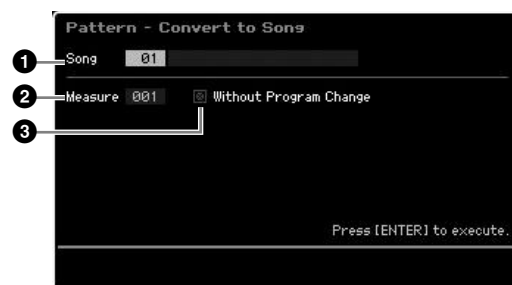 Pattern - Convert to Song
1 Song 01
2 Measure 001 Without Program Change
3
Press [ENTER] to execute.